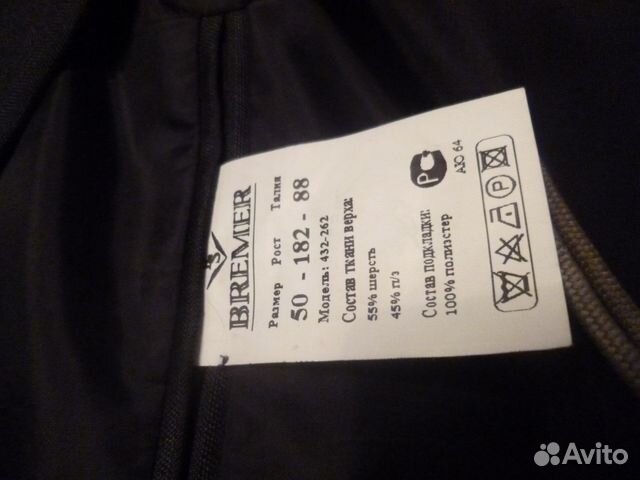 BREMER
Размер Рост Талия
50 - 182 - 88
Модель: 432-262
Состав ткани верха:
55% шерсть
45% п/э
Состав подкладки:
100% полиэстер
РС
АЮ 64
P
Avito